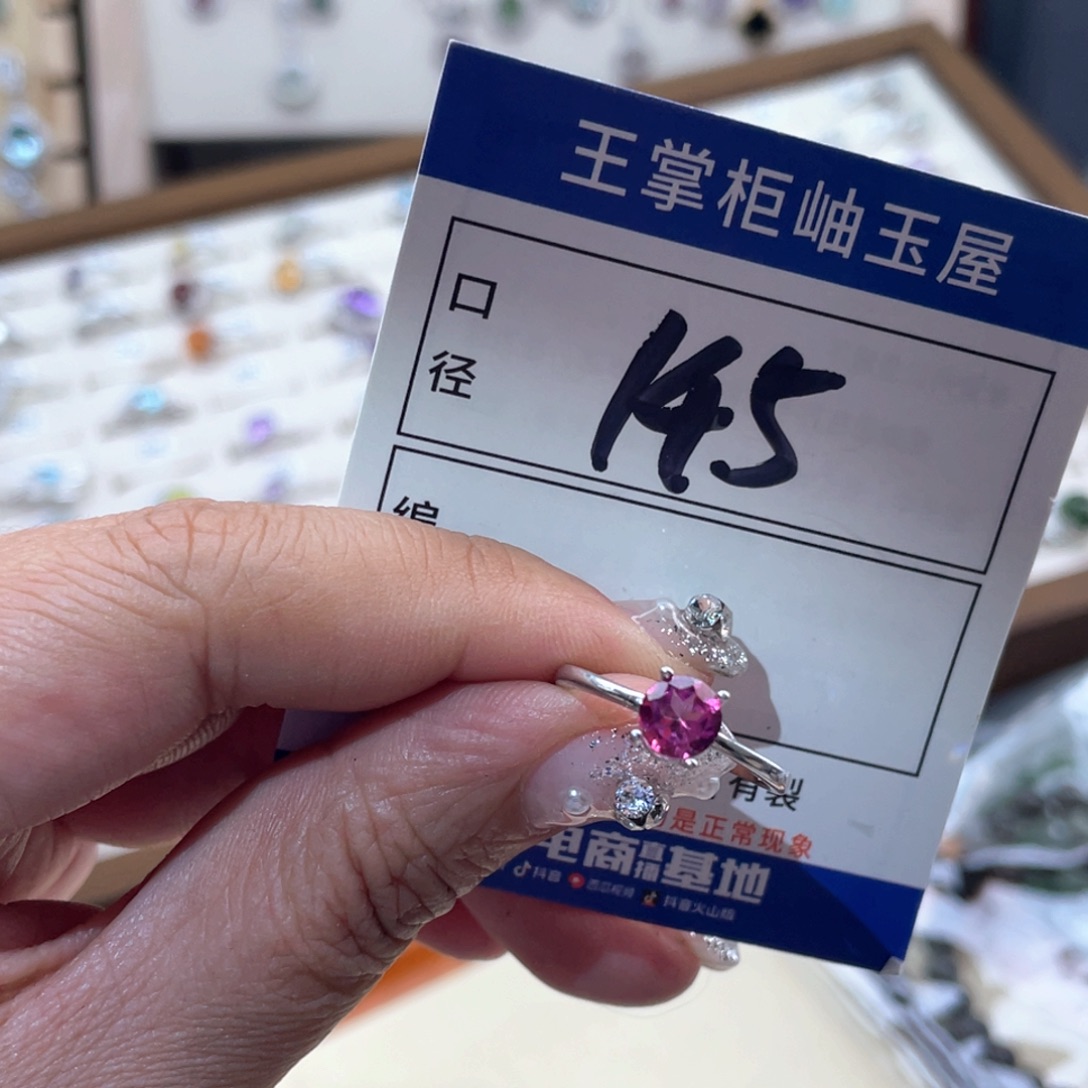 王掌柜岫玉屋
口径
145
编
有裂
是正常现象
电商直播基地
抖音 西瓜视频 抖音火山版